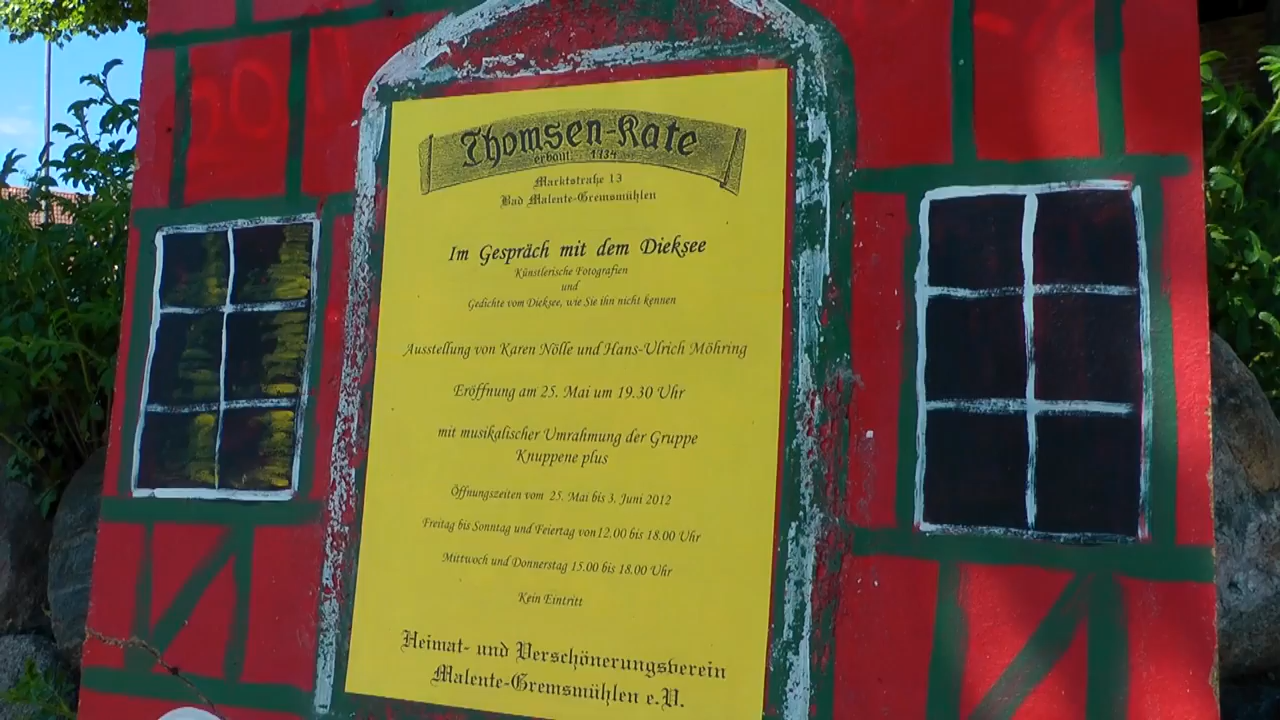 Thomsen-Kate
erbaut 1734
Marktstraße 13
Bad Malente-Gremsmühlen
Im Gespräch mit dem Dieksee
Künstlerische Fotografien
und
Gedichte vom Dieksee, wie Sie ihn nicht kennen
Ausstellung von Karen Nölle und Hans-Ulrich Möhring
Eröffnung am 25. Mai um 19.30 Uhr
mit musikalischer Umrahmung der Gruppe
Knuppene plus
Öffnungszeiten vom 25. Mai bis 3. Juni 2012
Freitag bis Sonntag und Feiertag von 12.00 bis 18.00 Uhr
Mittwoch und Donnerstag 15.00 bis 18.00 Uhr
Kein Eintritt
Heimat- und Verschönerungsverein
Malente-Gremsmühlen e.V.